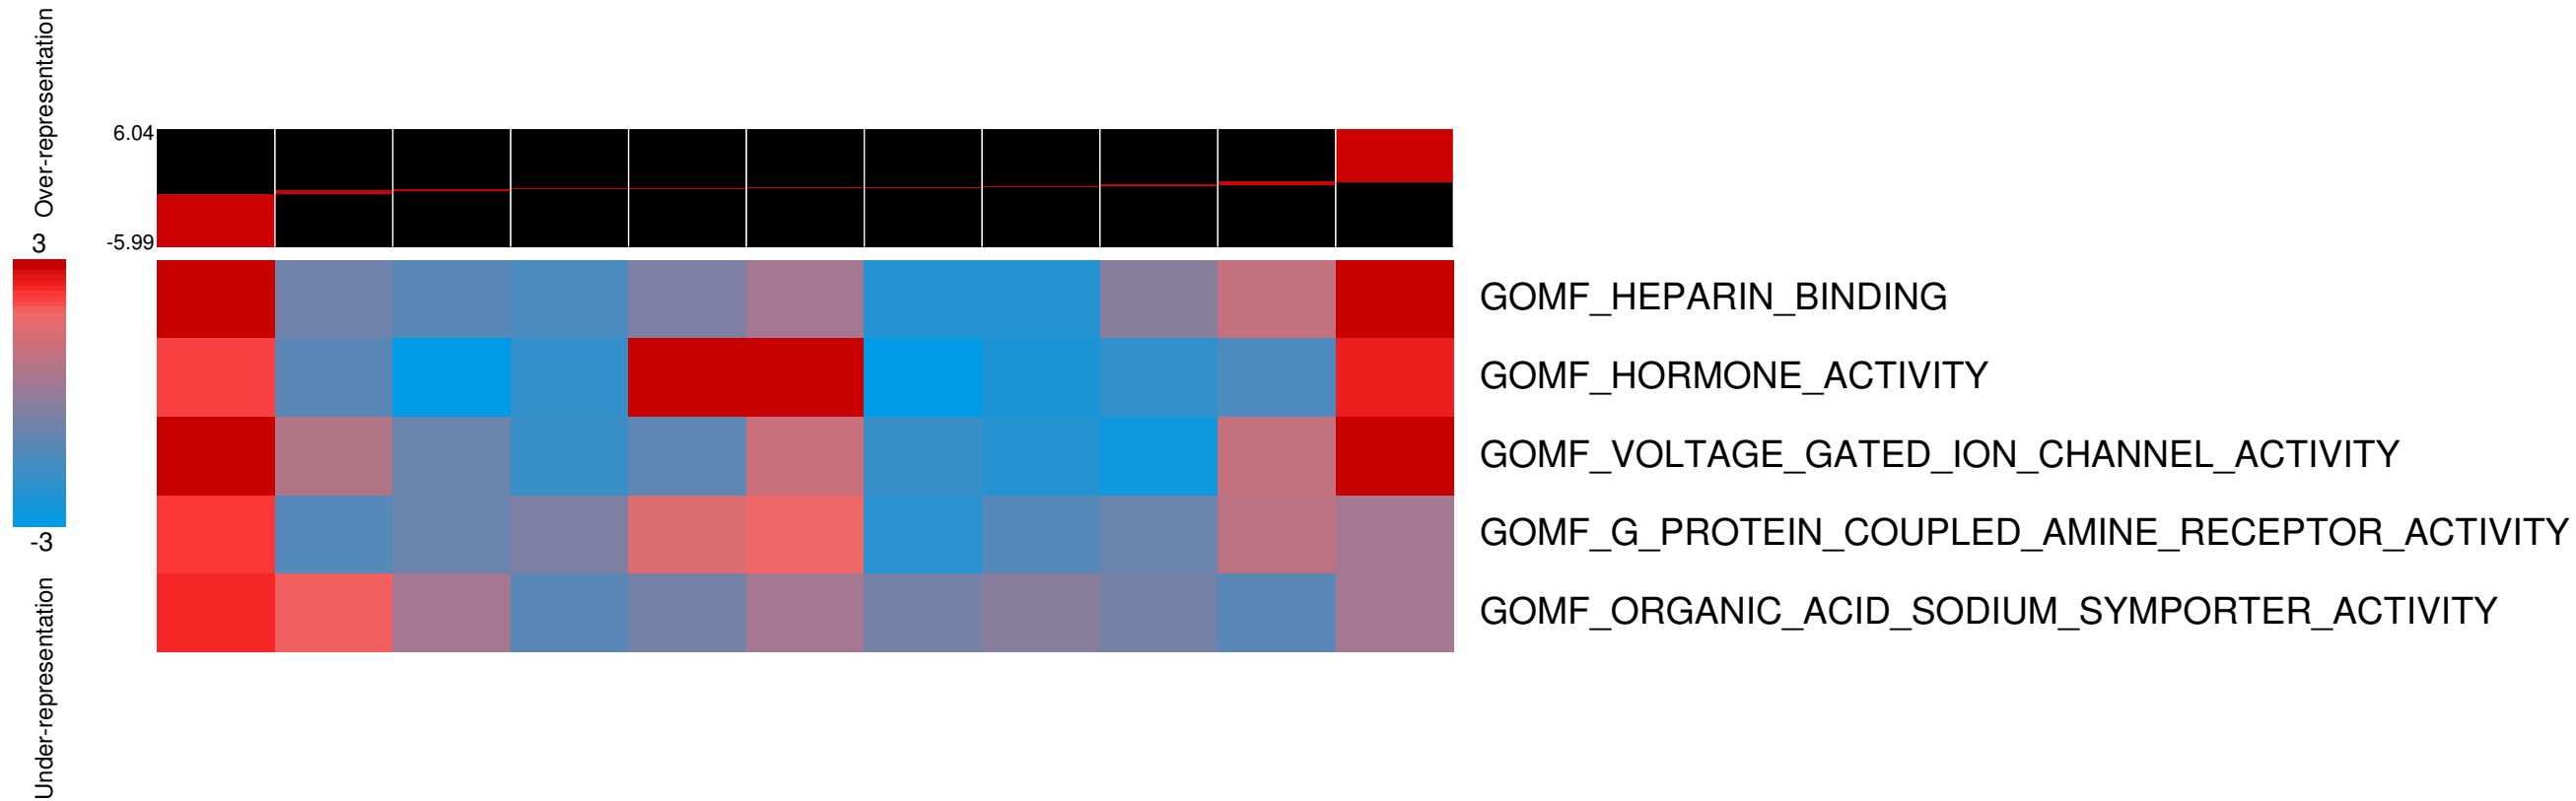 Over-representation
6.04
-5.99
3
-3
Under-representation
GOMF_HEPARIN_BINDING
GOMF_HORMONE_ACTIVITY
GOMF_VOLTAGE_GATED_ION_CHANNEL_ACTIVITY
GOMF_G_PROTEIN_COUPLED_AMINE_RECEPTOR_ACTIVITY
GOMF_ORGANIC_ACID_SODIUM_SYMPORTER_ACTIVITY